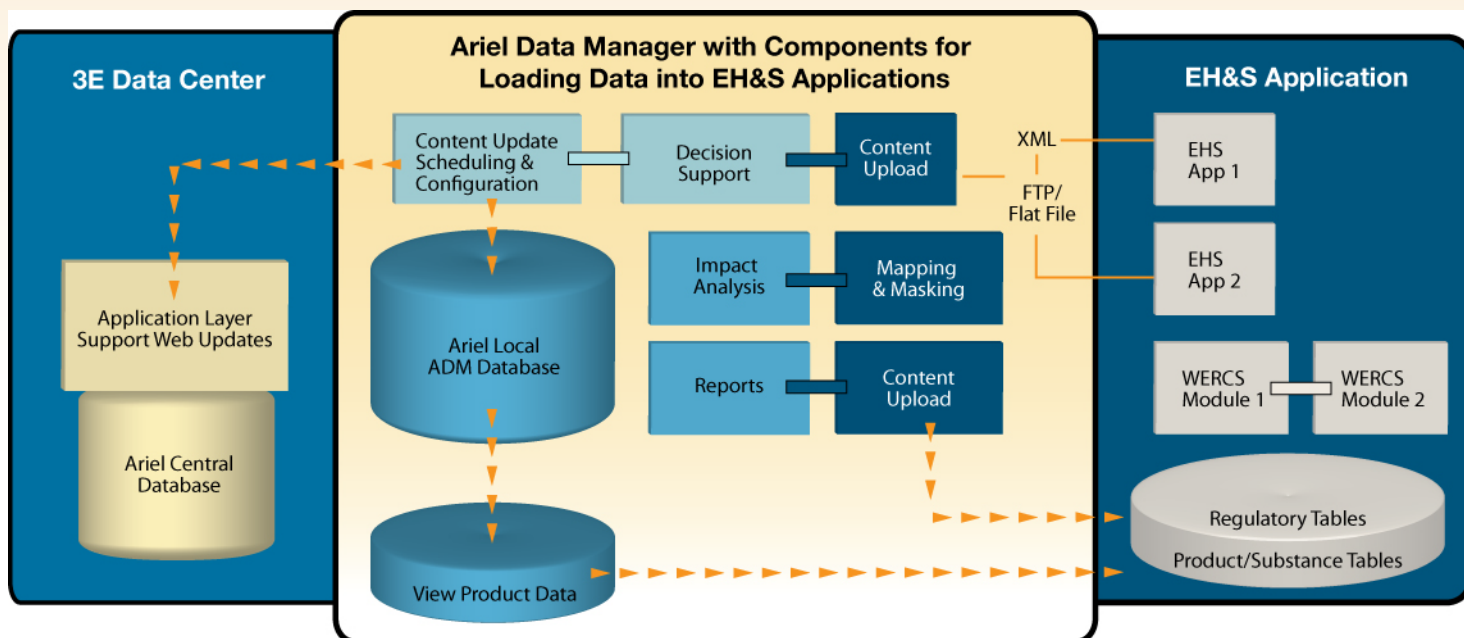 3E Data Center
Application Layer
Support Web Updates
Ariel Central
Database
Ariel Data Manager with Components for
Loading Data into EH&S Applications
Content Update
Scheduling &
Configuration
Decision
Support
Content
Upload
Ariel Local
ADM Database
Impact
Analysis
Mapping
& Masking
Reports
Content
Upload
View Product Data
XML
FTP/
Flat File
EH&S Application
EHS
App 1
EHS
App 2
WERCS
Module 1
WERCS
Module 2
Regulatory Tables
Product/Substance Tables